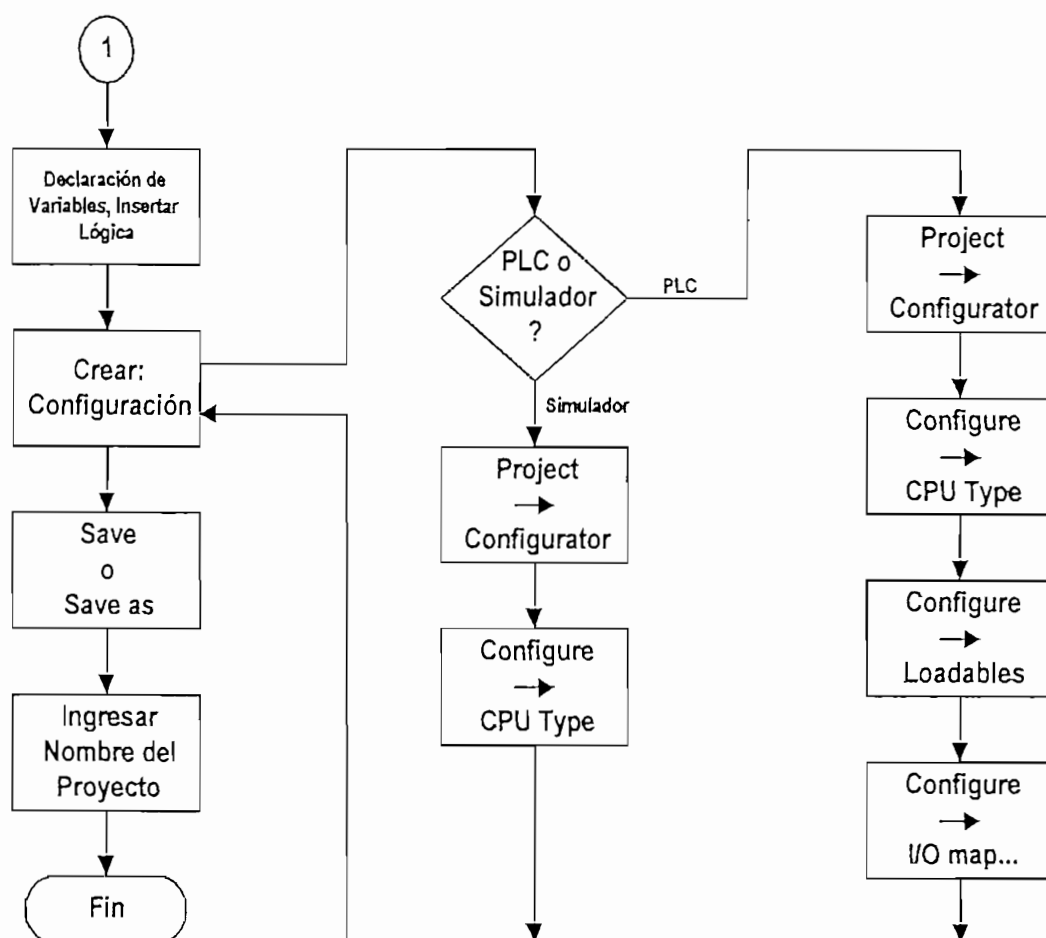 1
Declaración de
Variables, Insertar
Lógica
Crear:
Configuración
Save
o
Save as
Ingresar
Nombre del
Proyecto
Fin
PLC o
Simulador
?
PLC
Simulador
Project
Configurator
Configure
CPU Type
Project
Configurator
Configure
CPU Type
Configure
Loadables
Configure
I/O map...